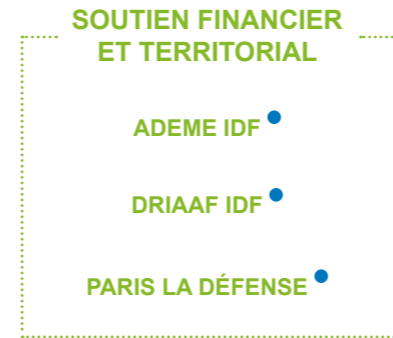 SOUTIEN FINANCIER
ET TERRITORIAL
ADEME IDF
DRIAAF IDF
PARIS LA DÉFENSE